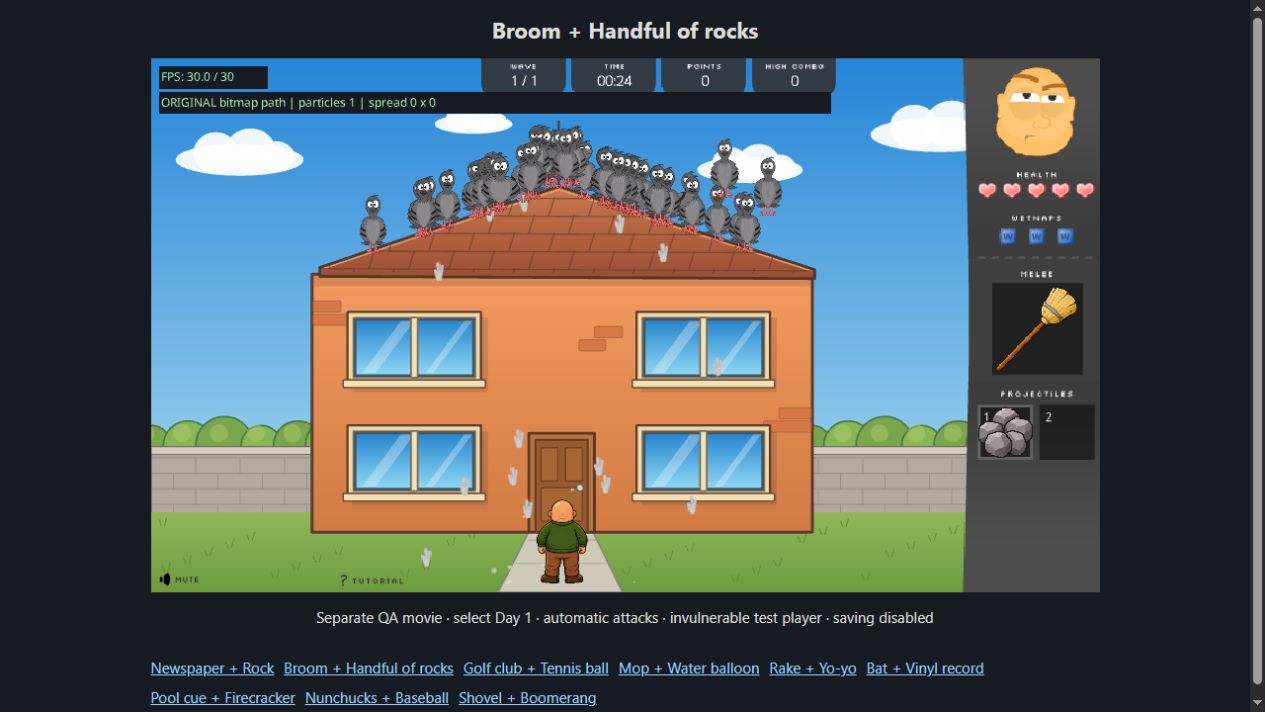 Broom + Handful of rocks
FPS: 30.0 / 30
WAVE
1 / 1
TIME
00:24
POINTS
0
HIGH COMBO
0
ORIGINAL bitmap path | particles 1 | spread 0 x 0
HEALTH
WETNAPS
W W W
MELEE
PROJECTILES
1 2
MUTE
? TUTORIAL
Separate QA movie · select Day 1 · automatic attacks · invulnerable test player · saving disabled
Newspaper + Rock Broom + Handful of rocks Golf club + Tennis ball Mop + Water balloon Rake + Yo-yo Bat + Vinyl record
Pool cue + Firecracker Nunchucks + Baseball Shovel + Boomerang